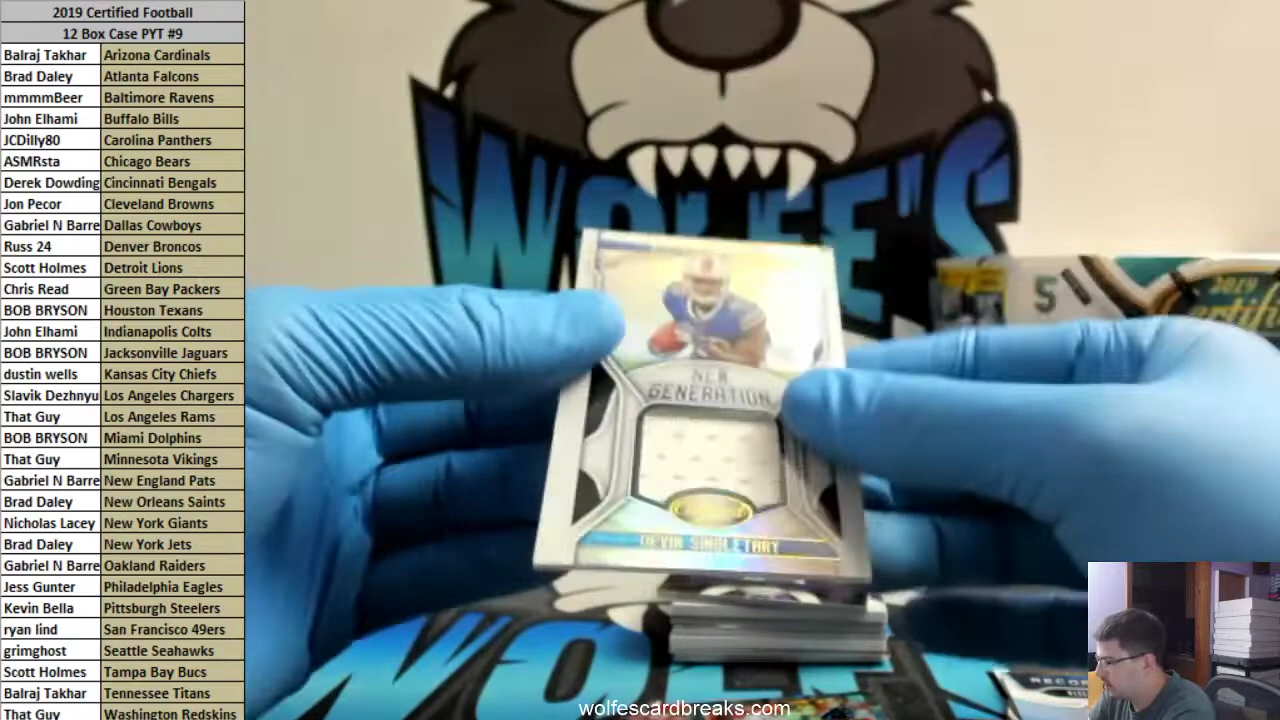 2019 Certified Football
12 Box Case PYT #9
Balraj Takhar Arizona Cardinals
Brad Daley Atlanta Falcons
mmmmBeer Baltimore Ravens
John Elhami Buffalo Bills
JCDilly80 Carolina Panthers
ASMRsta Chicago Bears
Derek Dowding Cincinnati Bengals
Jon Pecor Cleveland Browns
Gabriel N Barre Dallas Cowboys
Russ 24 Denver Broncos
Scott Holmes Detroit Lions
Chris Read Green Bay Packers
BOB BRYSON Houston Texans
John Elhami Indianapolis Colts
BOB BRYSON Jacksonville Jaguars
dustin wells Kansas City Chiefs
Slavik Dezhnyu Los Angeles Chargers
That Guy Los Angeles Rams
BOB BRYSON Miami Dolphins
That Guy Minnesota Vikings
Gabriel N Barre New England Pats
Brad Daley New Orleans Saints
Nicholas Lacey New York Giants
Brad Daley New York Jets
Gabriel N Barre Oakland Raiders
Jess Gunter Philadelphia Eagles
Kevin Bella Pittsburgh Steelers
ryan lind San Francisco 49ers
grimghost Seattle Seahawks
Scott Holmes Tampa Bay Bucs
Balraj Takhar Tennessee Titans
That Guy Washington Redskins
WOLFE'S
5
2019
NEW
GENERATION
DEVIN SINGLETARY
WOLFE
wolfescardbreaks.com